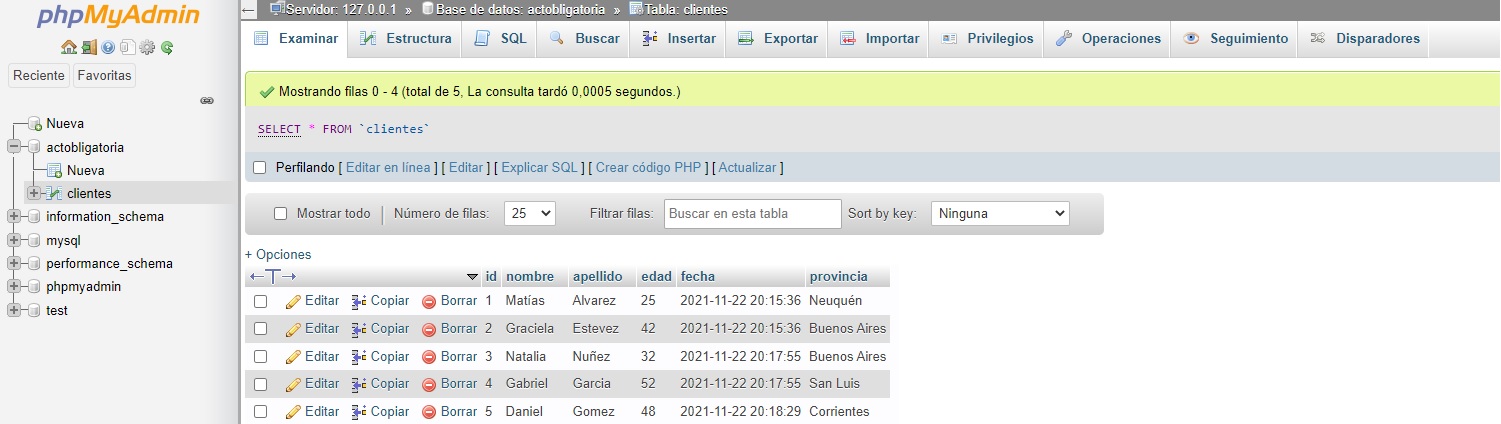 phpMyAdmin
Reciente Favoritas
Nueva
actobligatoria
Nueva
clientes
information_schema
mysql
performance_schema
phpmyadmin
test
Servidor: 127.0.0.1 » Base de datos: actobligatoria » Tabla: clientes
Examinar Estructura SQL Buscar Insertar Exportar Importar Privilegios Operaciones Seguimiento Disparadores
Mostrando filas 0 - 4 (total de 5, La consulta tardó 0,0005 segundos.)
SELECT * FROM `clientes`
Perfilando [ Editar en línea ] [ Editar ] [ Explicar SQL ] [ Crear código PHP ] [ Actualizar ]
Mostrar todo | Número de filas: 25 Filtrar filas: Buscar en esta tabla Sort by key: Ninguna
+ Opciones
←T→ id nombre apellido edad fecha provincia
Editar Copiar Borrar 1 Matías Alvarez 25 2021-11-22 20:15:36 Neuquén
Editar Copiar Borrar 2 Graciela Estevez 42 2021-11-22 20:15:36 Buenos Aires
Editar Copiar Borrar 3 Natalia Nuñez 32 2021-11-22 20:17:55 Buenos Aires
Editar Copiar Borrar 4 Gabriel Garcia 52 2021-11-22 20:17:55 San Luis
Editar Copiar Borrar 5 Daniel Gomez 48 2021-11-22 20:18:29 Corrientes